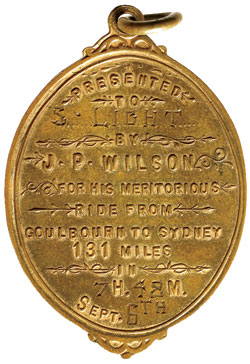 PRESENTED
TO
S. LIGHT
BY
J. P. WILSON
FOR HIS MERITORIOUS
RIDE FROM
GOULBOURN TO SYDNEY
131 MILES
IN
7H. 48M.
SEPT. 6TH